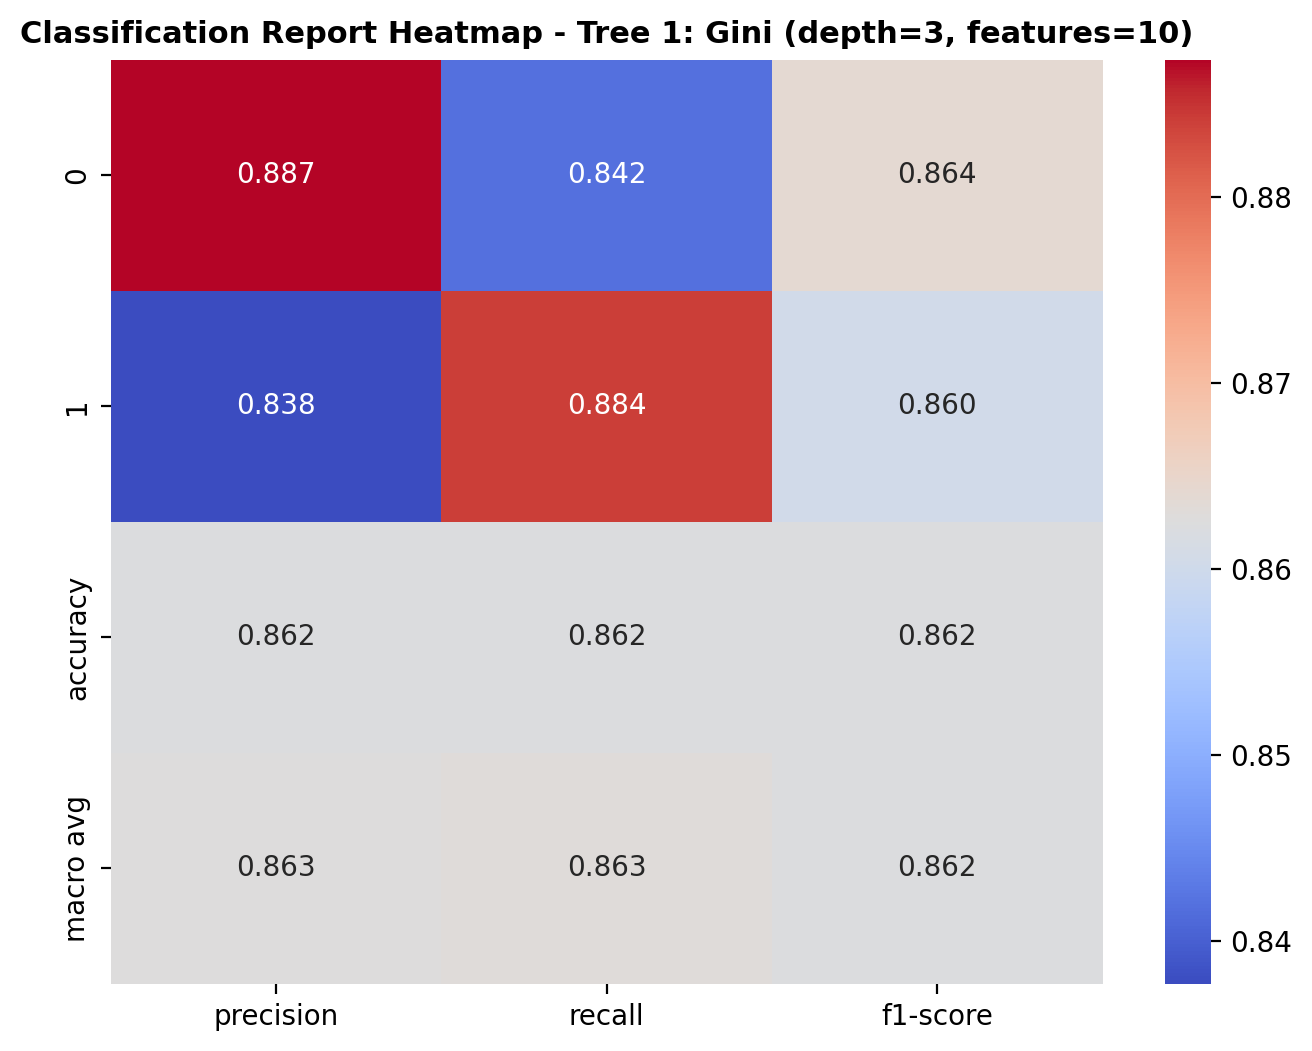 Classification Report Heatmap - Tree 1: Gini (depth=3, features=10)
0 0.887 0.842 0.864
1 0.838 0.884 0.860
accuracy 0.862 0.862 0.862
macro avg 0.863 0.863 0.862
precision recall f1-score
0.88
0.87
0.86
0.85
0.84